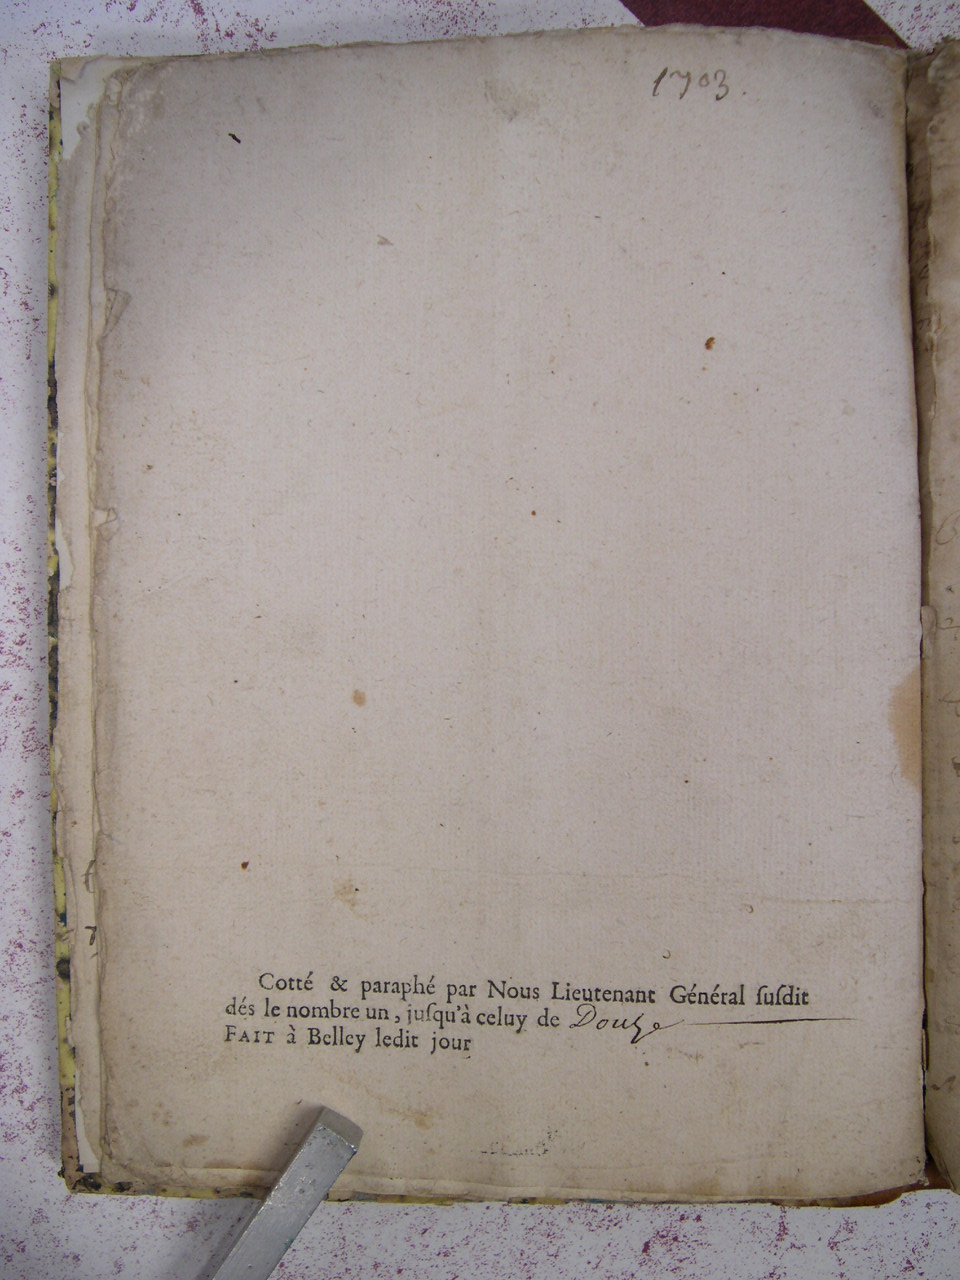 1703.
Cotté & paraphé par Nous Lieutenant Général ſuſdit
dés le nombre un, juſqu'à celuy de Douze
FAIT à Belley ledit jour